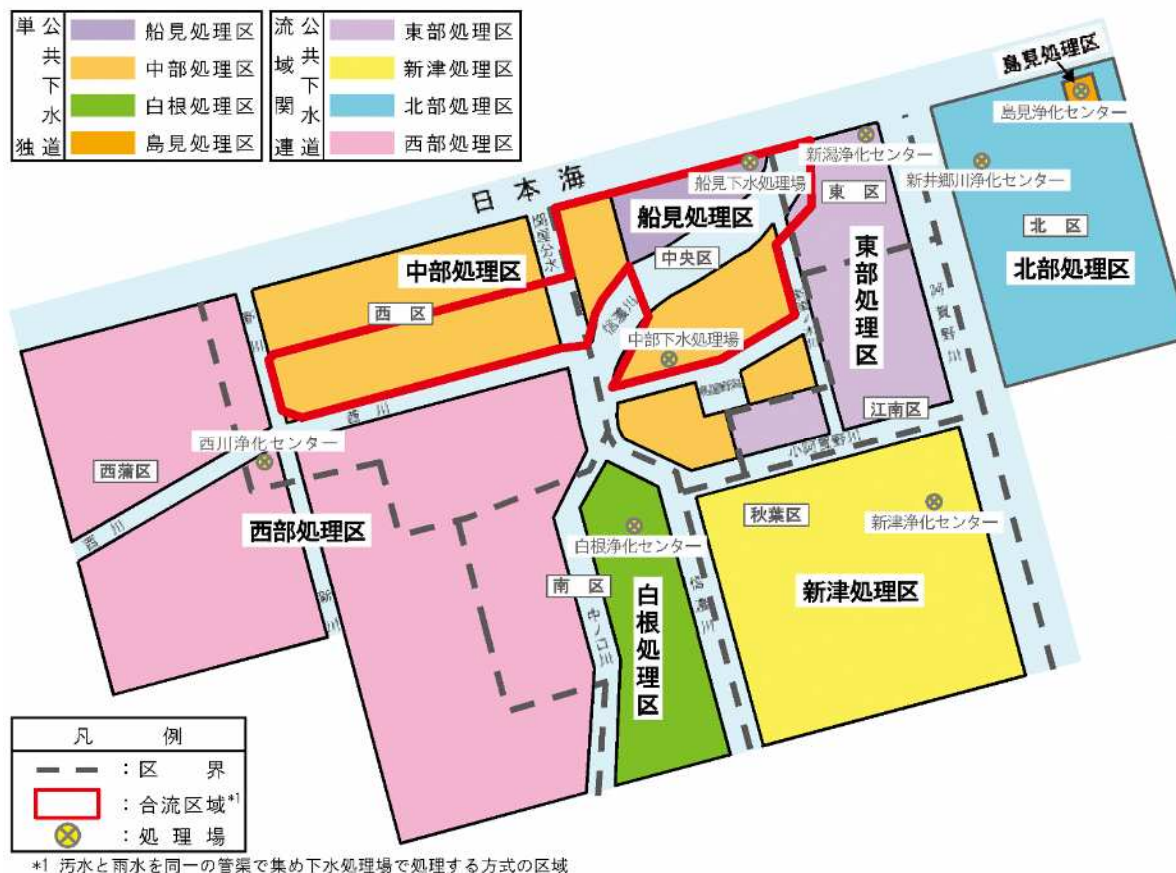 単独公共下水道
船見処理区
中部処理区
白根処理区
島見処理区
流域関連公共下水道
東部処理区
新津処理区
北部処理区
西部処理区
島見処理区
島見浄化センター
新潟浄化センター
新井郷川浄化センター
船見下水処理場
日本海
東区
北区
船見処理区
北部処理区
中央区
東部処理区
中部処理区
西区
信濃川
阿賀野川
新川
中部下水処理場
江南区
西川
小阿賀野川
西川浄化センター
西蒲区
秋葉区
新津浄化センター
西川
西部処理区
白根浄化センター
新津処理区
南区
白根処理区
信濃川
新川
中ノ口川
凡例
:区界
:合流区域*1
:処理場
*1 汚水と雨水を同一の管渠で集め下水処理場で処理する方式の区域